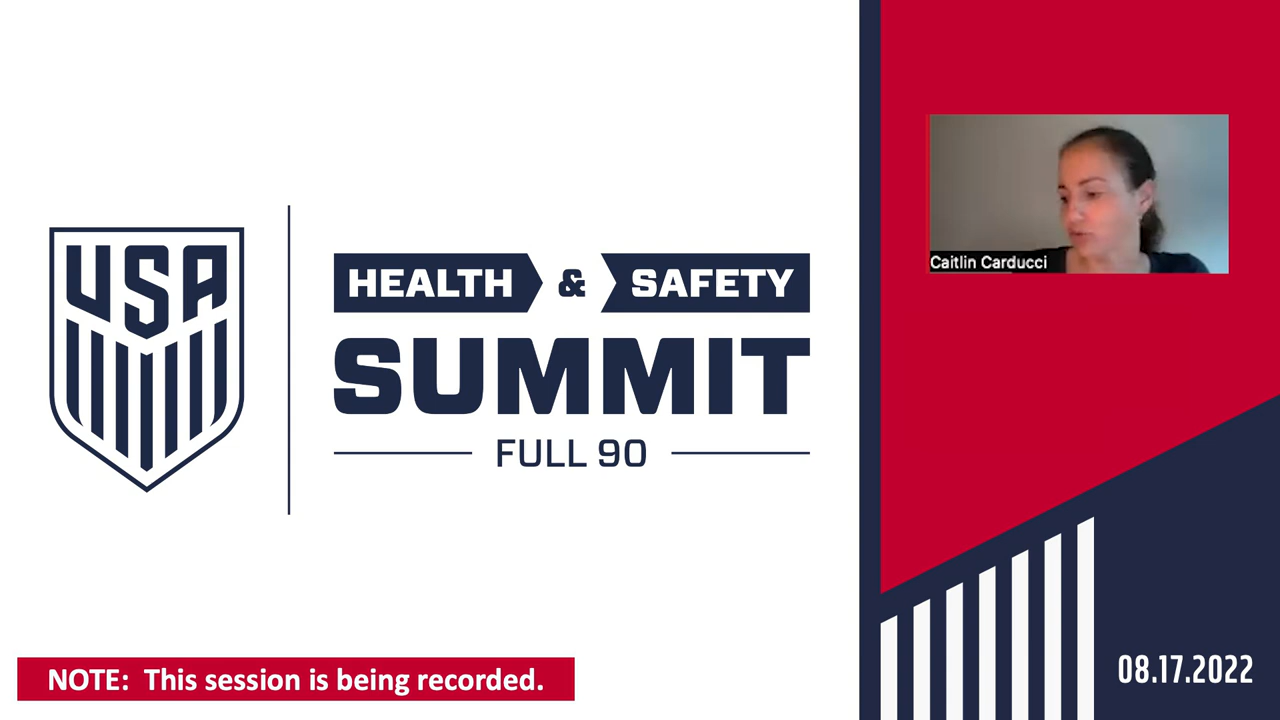 USA
HEALTH & SAFETY
SUMMIT
FULL 90
Caitlin Carducci
NOTE: This session is being recorded.
08.17.2022